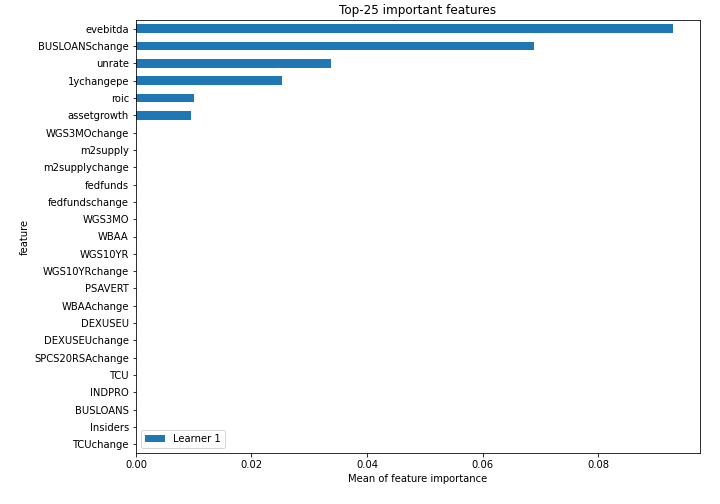 Top-25 important features
evebitda
BUSLOANSchange
unrate
1ychangepe
roic
assetgrowth
WGS3MOchange
m2supply
m2supplychange
fedfunds
fedfundschange
WGS3MO
WBAA
WGS10YR
WGS10YRchange
PSAVERT
WBAAchange
DEXUSEU
DEXUSEUchange
SPCS20RSAchange
TCU
INDPRO
BUSLOANS
Insiders
TCUchange
feature
Learner 1
0.00 0.02 0.04 0.06 0.08
Mean of feature importance